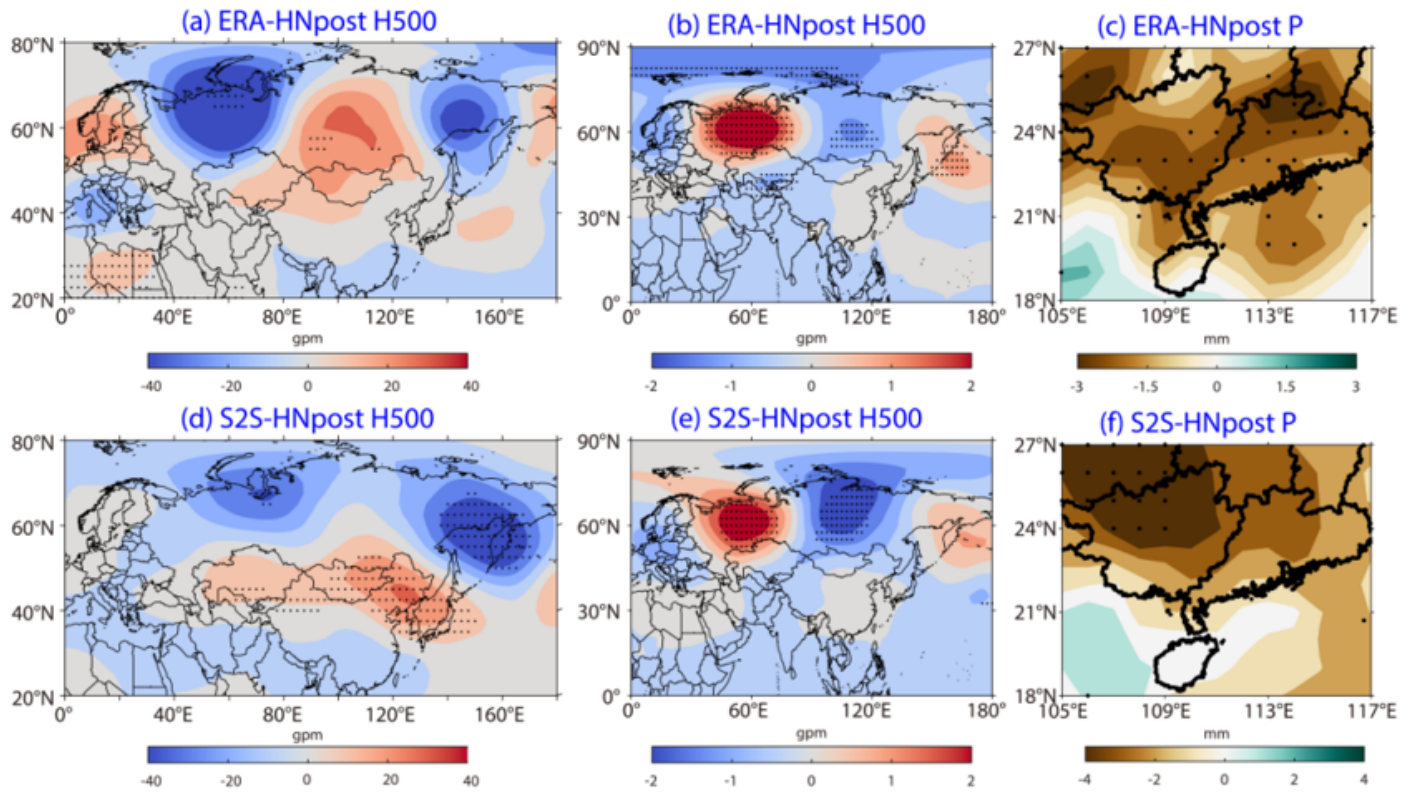 (a) ERA-HNpost H500
(b) ERA-HNpost H500
(c) ERA-HNpost P
80°N
60°N
40°N
20°N
0°
40°E
80°E
120°E
160°E
gpm
-40
-20
0
20
40
90°N
60°N
30°N
0°
0°
60°E
120°E
180°
gpm
-2
-1
0
1
2
27°N
24°N
21°N
18°N
105°E
109°E
113°E
117°E
mm
-3
-1.5
0
1.5
3
(d) S2S-HNpost H500
(e) S2S-HNpost H500
(f) S2S-HNpost P
80°N
60°N
40°N
20°N
0°
40°E
80°E
120°E
160°E
gpm
-40
-20
0
20
40
90°N
60°N
30°N
0°
0°
60°E
120°E
180°
gpm
-2
-1
0
1
2
27°N
24°N
21°N
18°N
105°E
109°E
113°E
117°E
mm
-4
-2
0
2
4